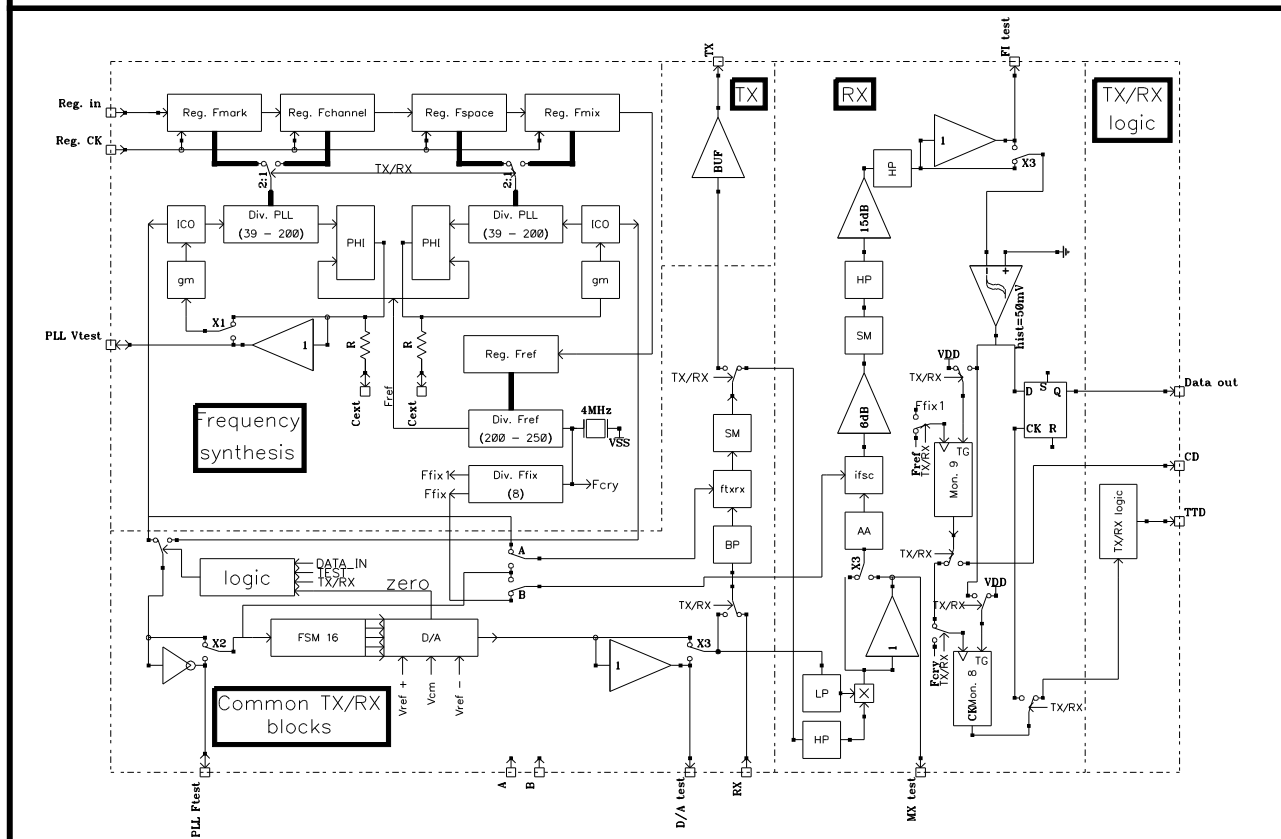 TX
FI test
Reg. in
Reg. Fmark
Reg. Fchannel
Reg. Fspace
Reg. Fmix
TX
RX
TX/RX
logic
Reg. CK
BUF
1
X3
TX/RX
2:1
2:1
HP
15dB
ICO
Div. PLL
(39 - 200)
PHI
PHI
Div. PLL
(39 - 200)
ICO
gm
gm
HP
- +
hist=50mV
X1
PLL Vtest
1
R
R
Reg. Fref
SM
VDD
TX/RX
TX/RX
Cext
Fref
Cext
6dB
D S Q
CK R
Data out
Frequency
synthesis
Div. Fref
(200 - 250)
4MHz
VSS
SM
Ffix1
Fref
TX/RX
TG
Mon. 9
CD
Ffix1
Ffix
Div. Ffix
(8)
Fcry
ftxrx
ifsc
TX/RX logic
TTD
BP
AA
TX/RX
A
B
X3
logic
DATA_IN
TEST
TX/RX
zero
VDD
TX/RX
TX/RX
X2
FSM 16
D/A
1
X3
1
Fcry
TX/RX
TG
CK
Mon. 8
Vref +
Vcm
Vref -
LP
X
HP
TX/RX
Common TX/RX
blocks
PLL Ftest
A
B
D/A test
RX
MX test